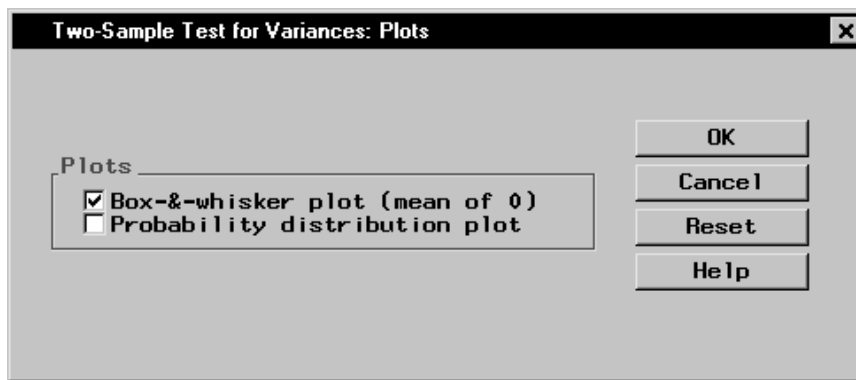 Two-Sample Test for Variances: Plots
Plots
Box-&-whisker plot (mean of 0)
Probability distribution plot
OK
Cancel
Reset
Help